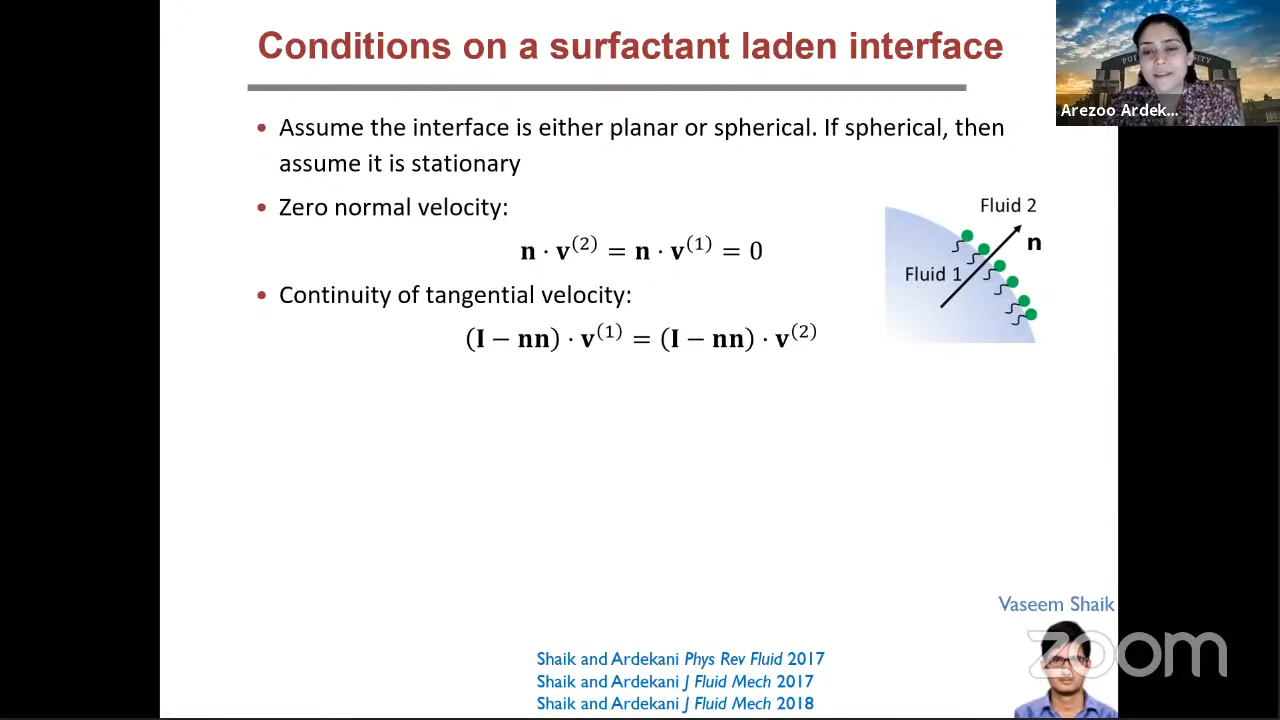 Conditions on a surfactant laden interface
Arezoo Ardek...
• Assume the interface is either planar or spherical. If spherical, then
assume it is stationary
• Zero normal velocity:
𝐧 · 𝐯⁽²⁾ = 𝐧 · 𝐯⁽¹⁾ = 0
• Continuity of tangential velocity:
(𝐈 − 𝐧𝐧) · 𝐯⁽¹⁾ = (𝐈 − 𝐧𝐧) · 𝐯⁽²⁾
Fluid 2
n
Fluid 1
Vaseem Shaik
zoom
Shaik and Ardekani J Phys Rev Fluid 2017
Shaik and Ardekani J Fluid Mech 2017
Shaik and Ardekani J Fluid Mech 2018